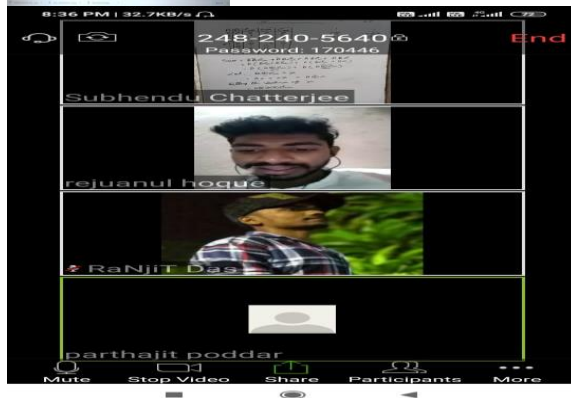 8:36 PM | 32.7KB/s
248-240-5640
End
Password: 170446
Subhendu Chatterjee
rejuanul hoque
RaNjiT Das
parthajit poddar
Mute
Stop Video
Share
Participants
More